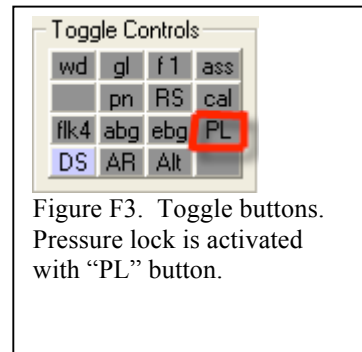 Toggle Controls
wd gl f 1 ass
pn RS cal
flk4 abg ebg PL
DS AR Alt
Figure F3. Toggle buttons.
Pressure lock is activated
with “PL” button.